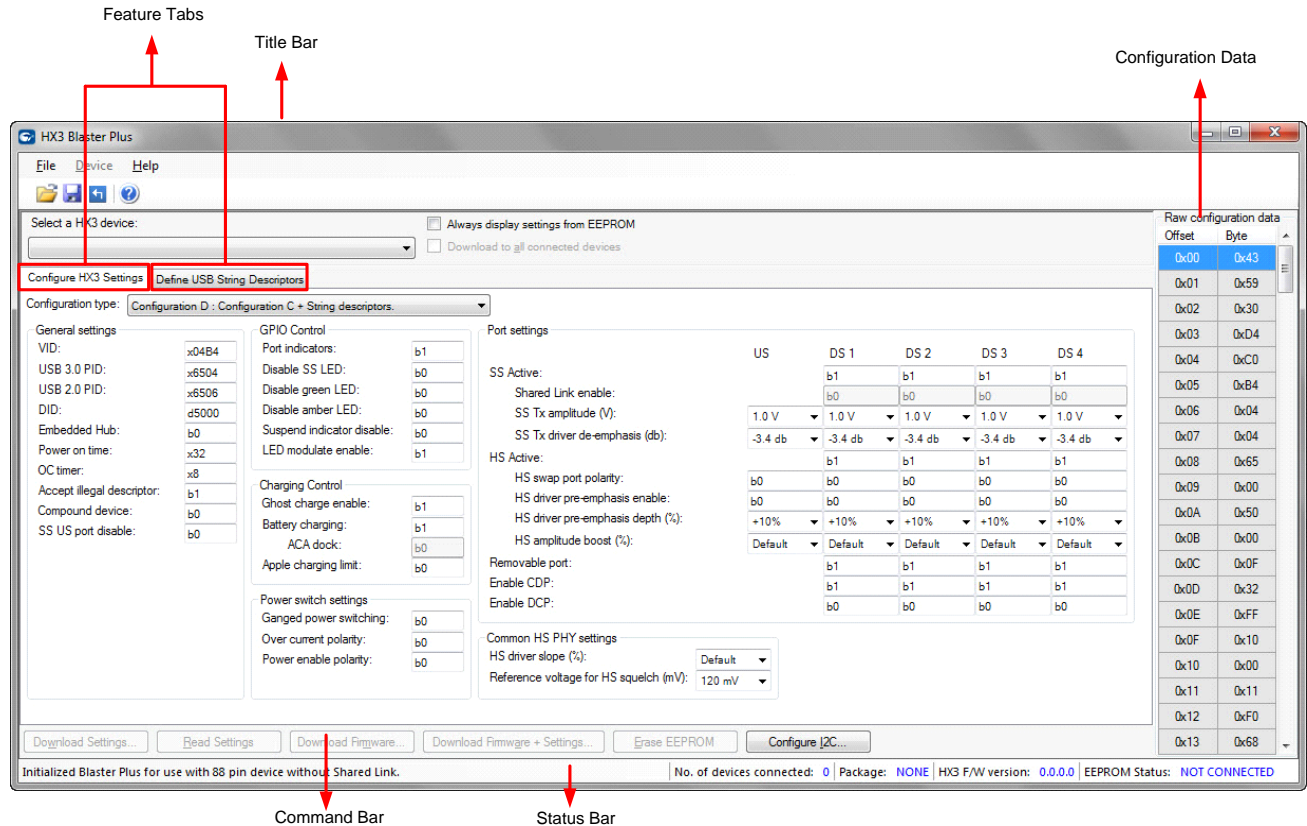 Feature Tabs
Title Bar
Configuration Data
HX3 Blaster Plus
File Device Help
Select a HX3 device:
Always display settings from EEPROM
Download to all connected devices
Configure HX3 Settings
Define USB String Descriptors
Configuration type: Configuration D : Configuration C + String descriptors.
General settings
VID: x04B4
USB 3.0 PID: x6504
USB 2.0 PID: x6506
DID: d5000
Embedded Hub: b0
Power on time: x32
OC timer: x8
Accept illegal descriptor: b1
Compound device: b0
SS US port disable: b0
GPIO Control
Port indicators: b1
Disable SS LED: b0
Disable green LED: b0
Disable amber LED: b0
Suspend indicator disable: b0
LED modulate enable: b1
Charging Control
Ghost charge enable: b1
Battery charging: b1
ACA dock: b0
Apple charging limit: b0
Power switch settings
Ganged power switching: b0
Over current polarity: b0
Power enable polarity: b0
Port settings
US DS 1 DS 2 DS 3 DS 4
SS Active: b1 b1 b1 b1
Shared Link enable: b0 b0 b0 b0
SS Tx amplitude (V): 1.0 V 1.0 V 1.0 V 1.0 V 1.0 V
SS Tx driver de-emphasis (db): -3.4 db -3.4 db -3.4 db -3.4 db -3.4 db
HS Active: b1 b1 b1 b1
HS swap port polarity: b0 b0 b0 b0 b0
HS driver pre-emphasis enable: b0 b0 b0 b0 b0
HS driver pre-emphasis depth (%): +10% +10% +10% +10% +10%
HS amplitude boost (%): Default Default Default Default Default
Removable port: b1 b1 b1 b1
Enable CDP: b1 b1 b1 b1
Enable DCP: b0 b0 b0 b0
Common HS PHY settings
HS driver slope (%): Default
Reference voltage for HS squelch (mV): 120 mV
Raw configuration data
Offset Byte
0x00 0x43
0x01 0x59
0x02 0x30
0x03 0xD4
0x04 0xC0
0x05 0xB4
0x06 0x04
0x07 0x04
0x08 0x65
0x09 0x00
0x0A 0x50
0x0B 0x00
0x0C 0x0F
0x0D 0x32
0x0E 0xFF
0x0F 0x10
0x10 0x00
0x11 0x11
0x12 0xF0
0x13 0x68
Download Settings... Read Settings Download Firmware... Download Firmware + Settings... Erase EEPROM Configure I2C...
Initialized Blaster Plus for use with 88 pin device without Shared Link.
No. of devices connected: 0 Package: NONE HX3 F/W version: 0.0.0.0 EEPROM Status: NOT CONNECTED
Command Bar
Status Bar